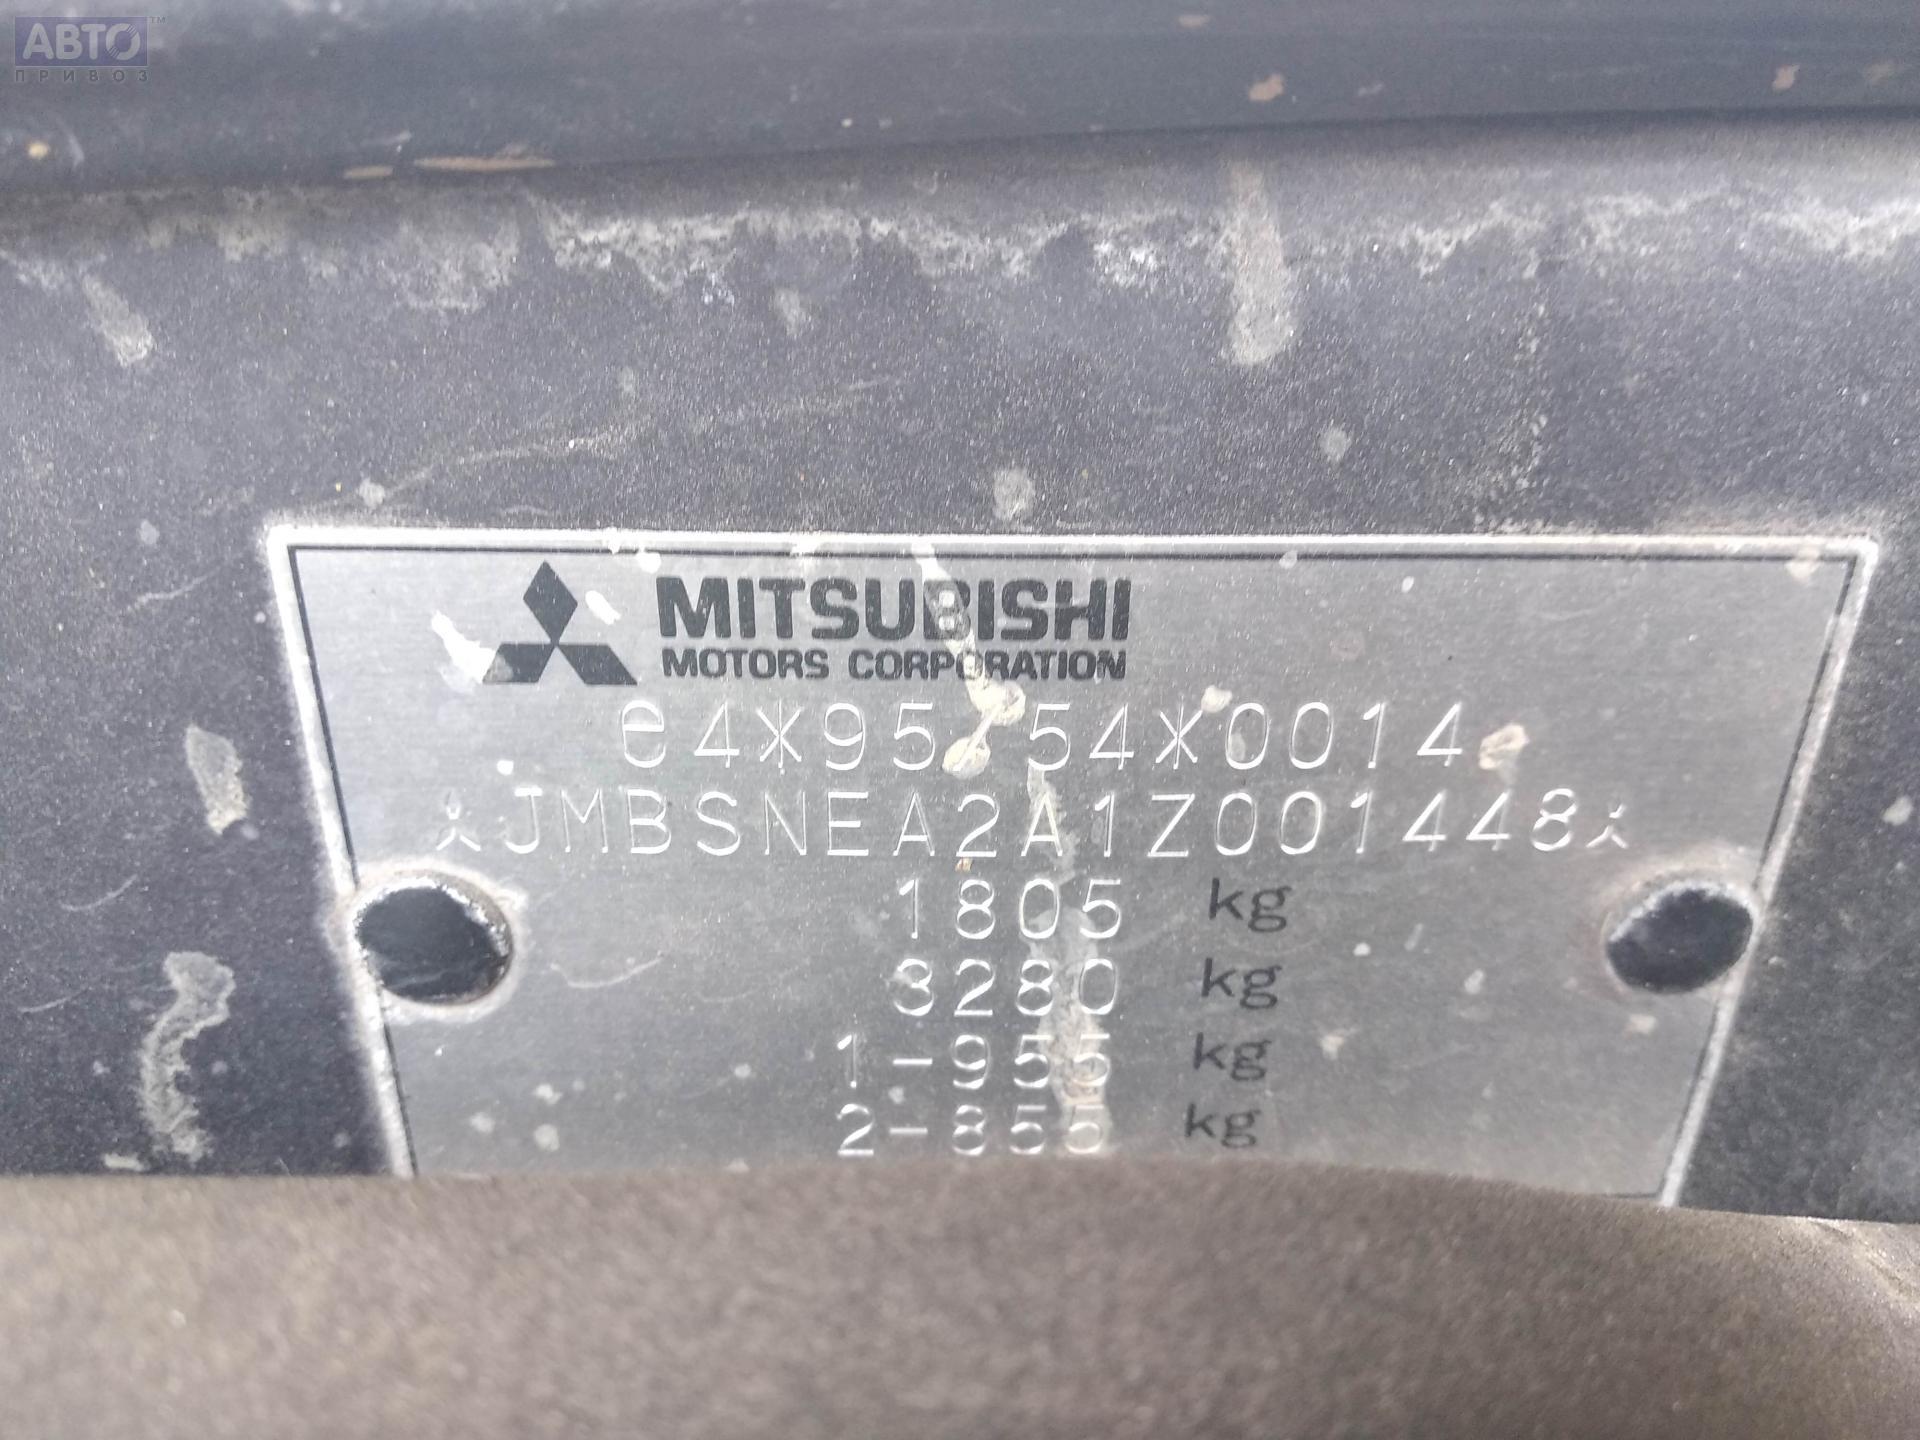 АВТО™
ПРИВОЗ
MITSUBISHI
MOTORS CORPORATION
e4*95/54*0014
JMBSNEA2A1Z001448
1805 kg
3280 kg
1-955 kg
2-855 kg